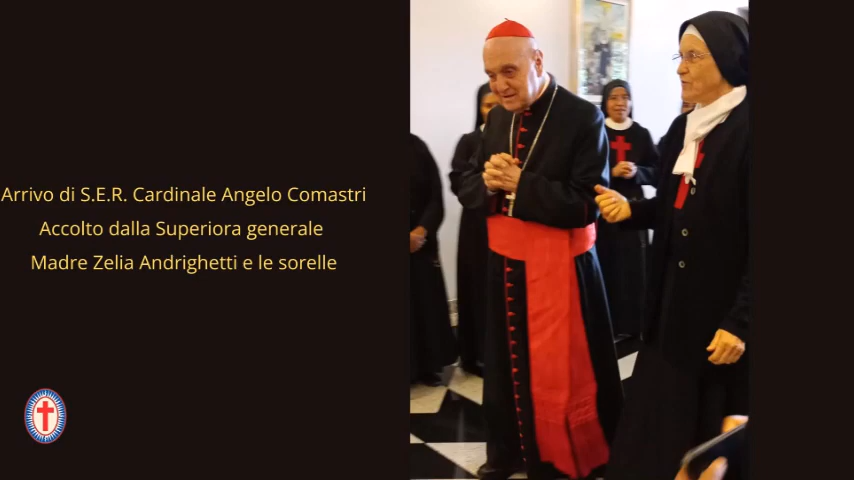 Arrivo di S.E.R. Cardinale Angelo Comastri
Accolto dalla Superiora generale
Madre Zelia Andrighetti e le sorelle